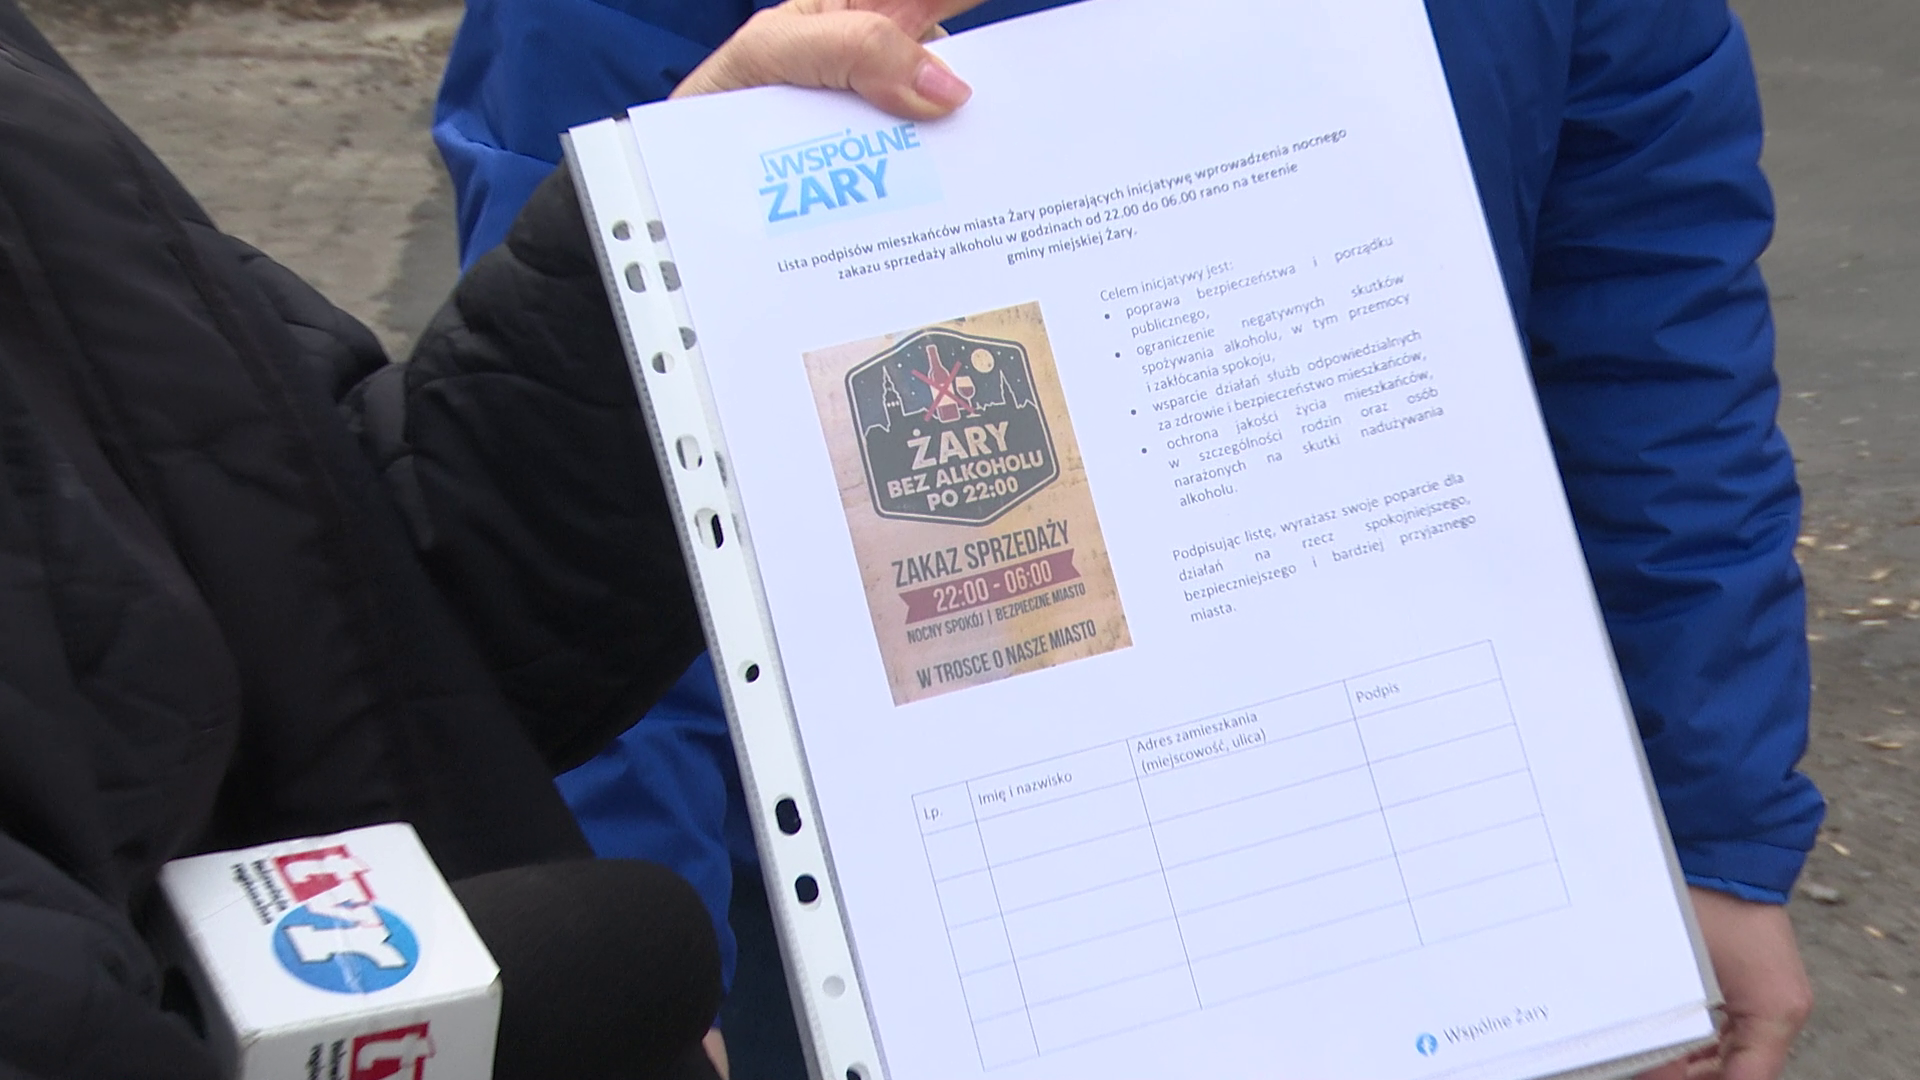 WSPÓLNE
ŻARY
Lista podpisów mieszkańców miasta Żary popierających inicjatywę wprowadzenia nocnego
zakazu sprzedaży alkoholu w godzinach od 22.00 do 06.00 rano na terenie
gminy miejskiej Żary.
Celem inicjatywy jest:
• poprawa bezpieczeństwa i porządku
publicznego,
• ograniczenie negatywnych skutków
spożywania alkoholu, w tym przemocy
i zakłócania spokoju,
• wsparcie działań służb odpowiedzialnych
za zdrowie i bezpieczeństwo mieszkańców,
• ochrona jakości życia mieszkańców,
w szczególności rodzin oraz osób
narażonych na skutki nadużywania
alkoholu.
Podpisując listę, wyrażasz swoje poparcie dla
działań na rzecz spokojniejszego,
bezpieczniejszego i bardziej przyjaznego
miasta.
ŻARY
BEZ ALKOHOLU
PO 22:00
ZAKAZ SPRZEDAŻY
22:00 - 06:00
NOCNY SPOKÓJ | BEZPIECZNE MIASTO
W TROSCE O NASZE MIASTO
Lp.
Imię i nazwisko
Adres zamieszkania
(miejscowość, ulica)
Podpis
Wspólne Żary
telewizja
regionalna